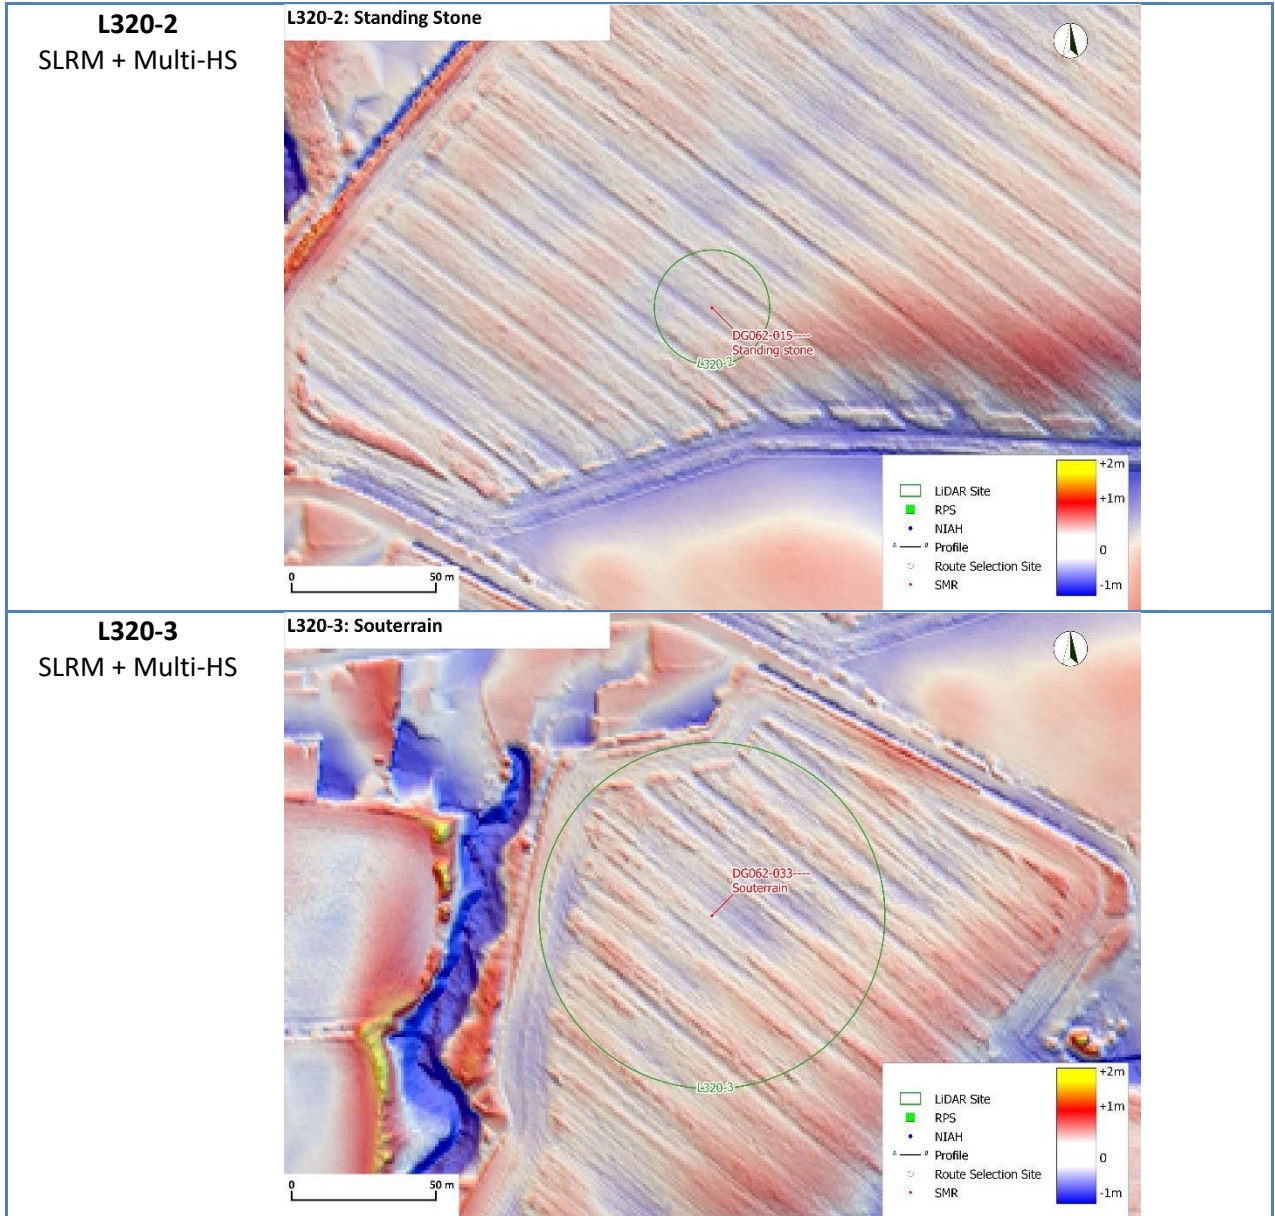 L320-2
SLRM + Multi-HS
L320-2: Standing Stone
DG062-015----
Standing stone
L320-2
LiDAR Site
RPS
NIAH
A B Profile
Route Selection Site
SMR
+2m
+1m
0
-1m
0 50 m
L320-3
SLRM + Multi-HS
L320-3: Souterrain
DG062-033----
Souterrain
L320-3
LiDAR Site
RPS
NIAH
A B Profile
Route Selection Site
SMR
+2m
+1m
0
-1m
0 50 m